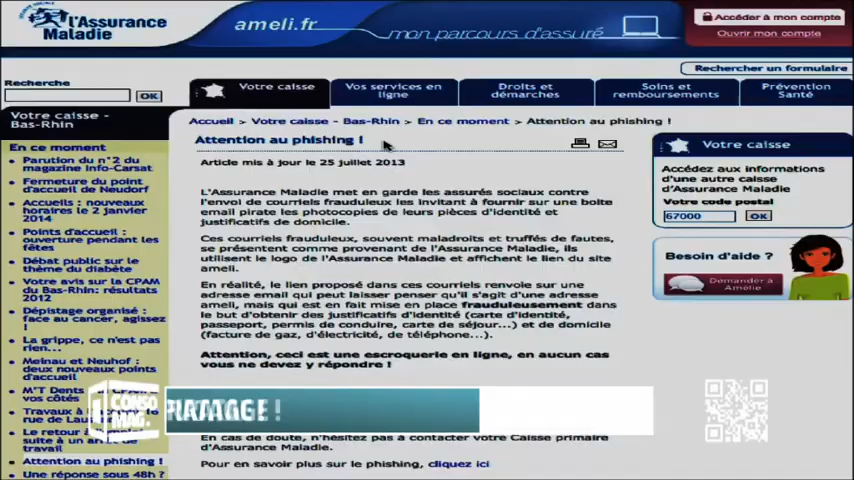 l'Assurance
Maladie
ameli.fr
mon parcours d'assuré
Accéder à mon compte
Ouvrir mon compte
Rechercher un formulaire
Recherche
OK
Votre caisse
Vos services en
ligne
Droits et
démarches
Soins et
remboursements
Prévention
Santé
Votre caisse -
Bas-Rhin
Accueil > Votre caisse - Bas-Rhin > En ce moment > Attention au phishing !
En ce moment
Parution du n°2 du
magazine Info-Carsat
Fermeture du point
d'accueil de Neudorf
Accueils : nouveaux
horaires le 2 janvier
2014
Points d'accueil :
ouverture pendant les
fêtes
Débat public sur le
thème du diabète
Votre avis sur la CPAM
du Bas-Rhin: résultats
2012
Dépistage organisé :
face au cancer, agissez
!
La grippe, ce n'est pas
rien...
Meinau et Neuhof :
deux nouveaux points
d'accueil
M'T Dents
vos côtés
Travaux à
rue de
Le retour à l'emploi
suite à un
travail
Attention au phishing !
Une réponse sous 48h ?
Attention au phishing !
Article mis à jour le 25 juillet 2013
L'Assurance Maladie met en garde les assurés sociaux contre
l'envoi de courriels frauduleux les invitant à fournir sur une boite
email pirate les photocopies de leurs pièces d'identité et
justificatifs de domicile.
Ces courriels frauduleux, souvent maladroits et truffés de fautes,
se présentent comme provenant de l'Assurance Maladie, ils
utilisent le logo de l'Assurance Maladie et affichent le lien du site
ameli.
En réalité, le lien proposé dans ces courriels renvoie sur une
adresse email qui peut laisser penser qu'il s'agit d'une adresse
ameli, mais qui est en fait mise en place frauduleusement dans
le but d'obtenir des justificatifs d'identité (carte d'identité,
passeport, permis de conduire, carte de séjour...) et de domicile
(facture de gaz, d'électricité, de téléphone...).
Attention, ceci est une escroquerie en ligne, en aucun cas
vous ne devez y répondre !
En cas de doute, n'hésitez pas à contacter votre Caisse primaire
d'Assurance Maladie.
Pour en savoir plus sur le phishing, cliquez ici
Votre caisse
Accédez aux informations
d'une autre caisse
d'Assurance Maladie
Votre code postal
67000
OK
Besoin d'aide ?
Demander à
Amélie
CONSO
MAG.